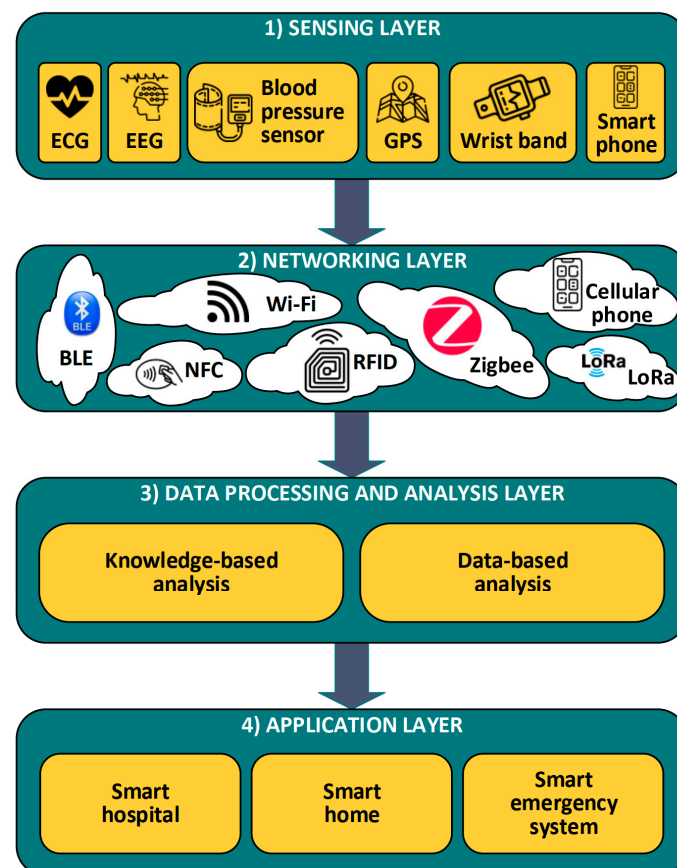 1) SENSING LAYER
ECG
EEG
Blood
pressure
sensor
GPS
Wrist band
Smart
phone
2) NETWORKING LAYER
BLE
BLE
Wi-Fi
NFC
RFID
Zigbee
Cellular
phone
LoRa
LoRa
3) DATA PROCESSING AND ANALYSIS LAYER
Knowledge-based
analysis
Data-based
analysis
4) APPLICATION LAYER
Smart
hospital
Smart
home
Smart
emergency
system